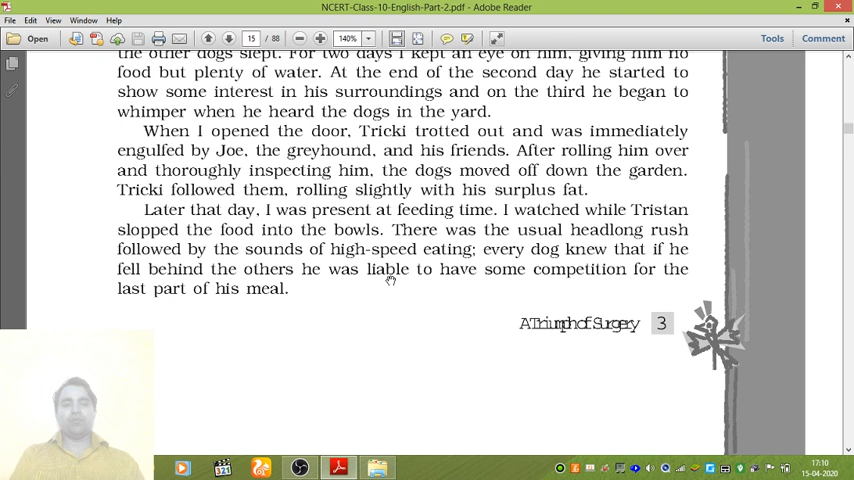 NCERT-Class-10-English-Part-2.pdf - Adobe Reader
File Edit View Window Help
Open 15 / 88 140% Tools Comment
the other dogs slept. For two days I kept an eye on him, giving him no
food but plenty of water. At the end of the second day he started to
show some interest in his surroundings and on the third he began to
whimper when he heard the dogs in the yard.
When I opened the door, Tricki trotted out and was immediately
engulfed by Joe, the greyhound, and his friends. After rolling him over
and thoroughly inspecting him, the dogs moved off down the garden.
Tricki followed them, rolling slightly with his surplus fat.
Later that day, I was present at feeding time. I watched while Tristan
slopped the food into the bowls. There was the usual headlong rush
followed by the sounds of high-speed eating; every dog knew that if he
fell behind the others he was liable to have some competition for the
last part of his meal.
A Triumph of Surgery 3
321
17:10
15-04-2020